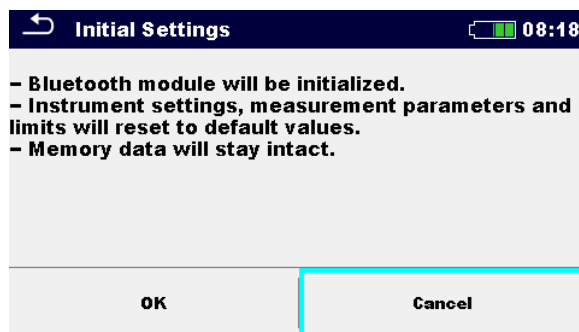 Initial Settings 08:18
– Bluetooth module will be initialized.
– Instrument settings, measurement parameters and
limits will reset to default values.
– Memory data will stay intact.
OK Cancel